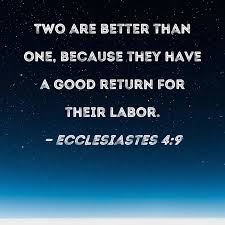 TWO ARE BETTER THAN
ONE, BECAUSE THEY HAVE
A GOOD RETURN FOR
THEIR LABOR.
– ECCLESIASTES 4:9